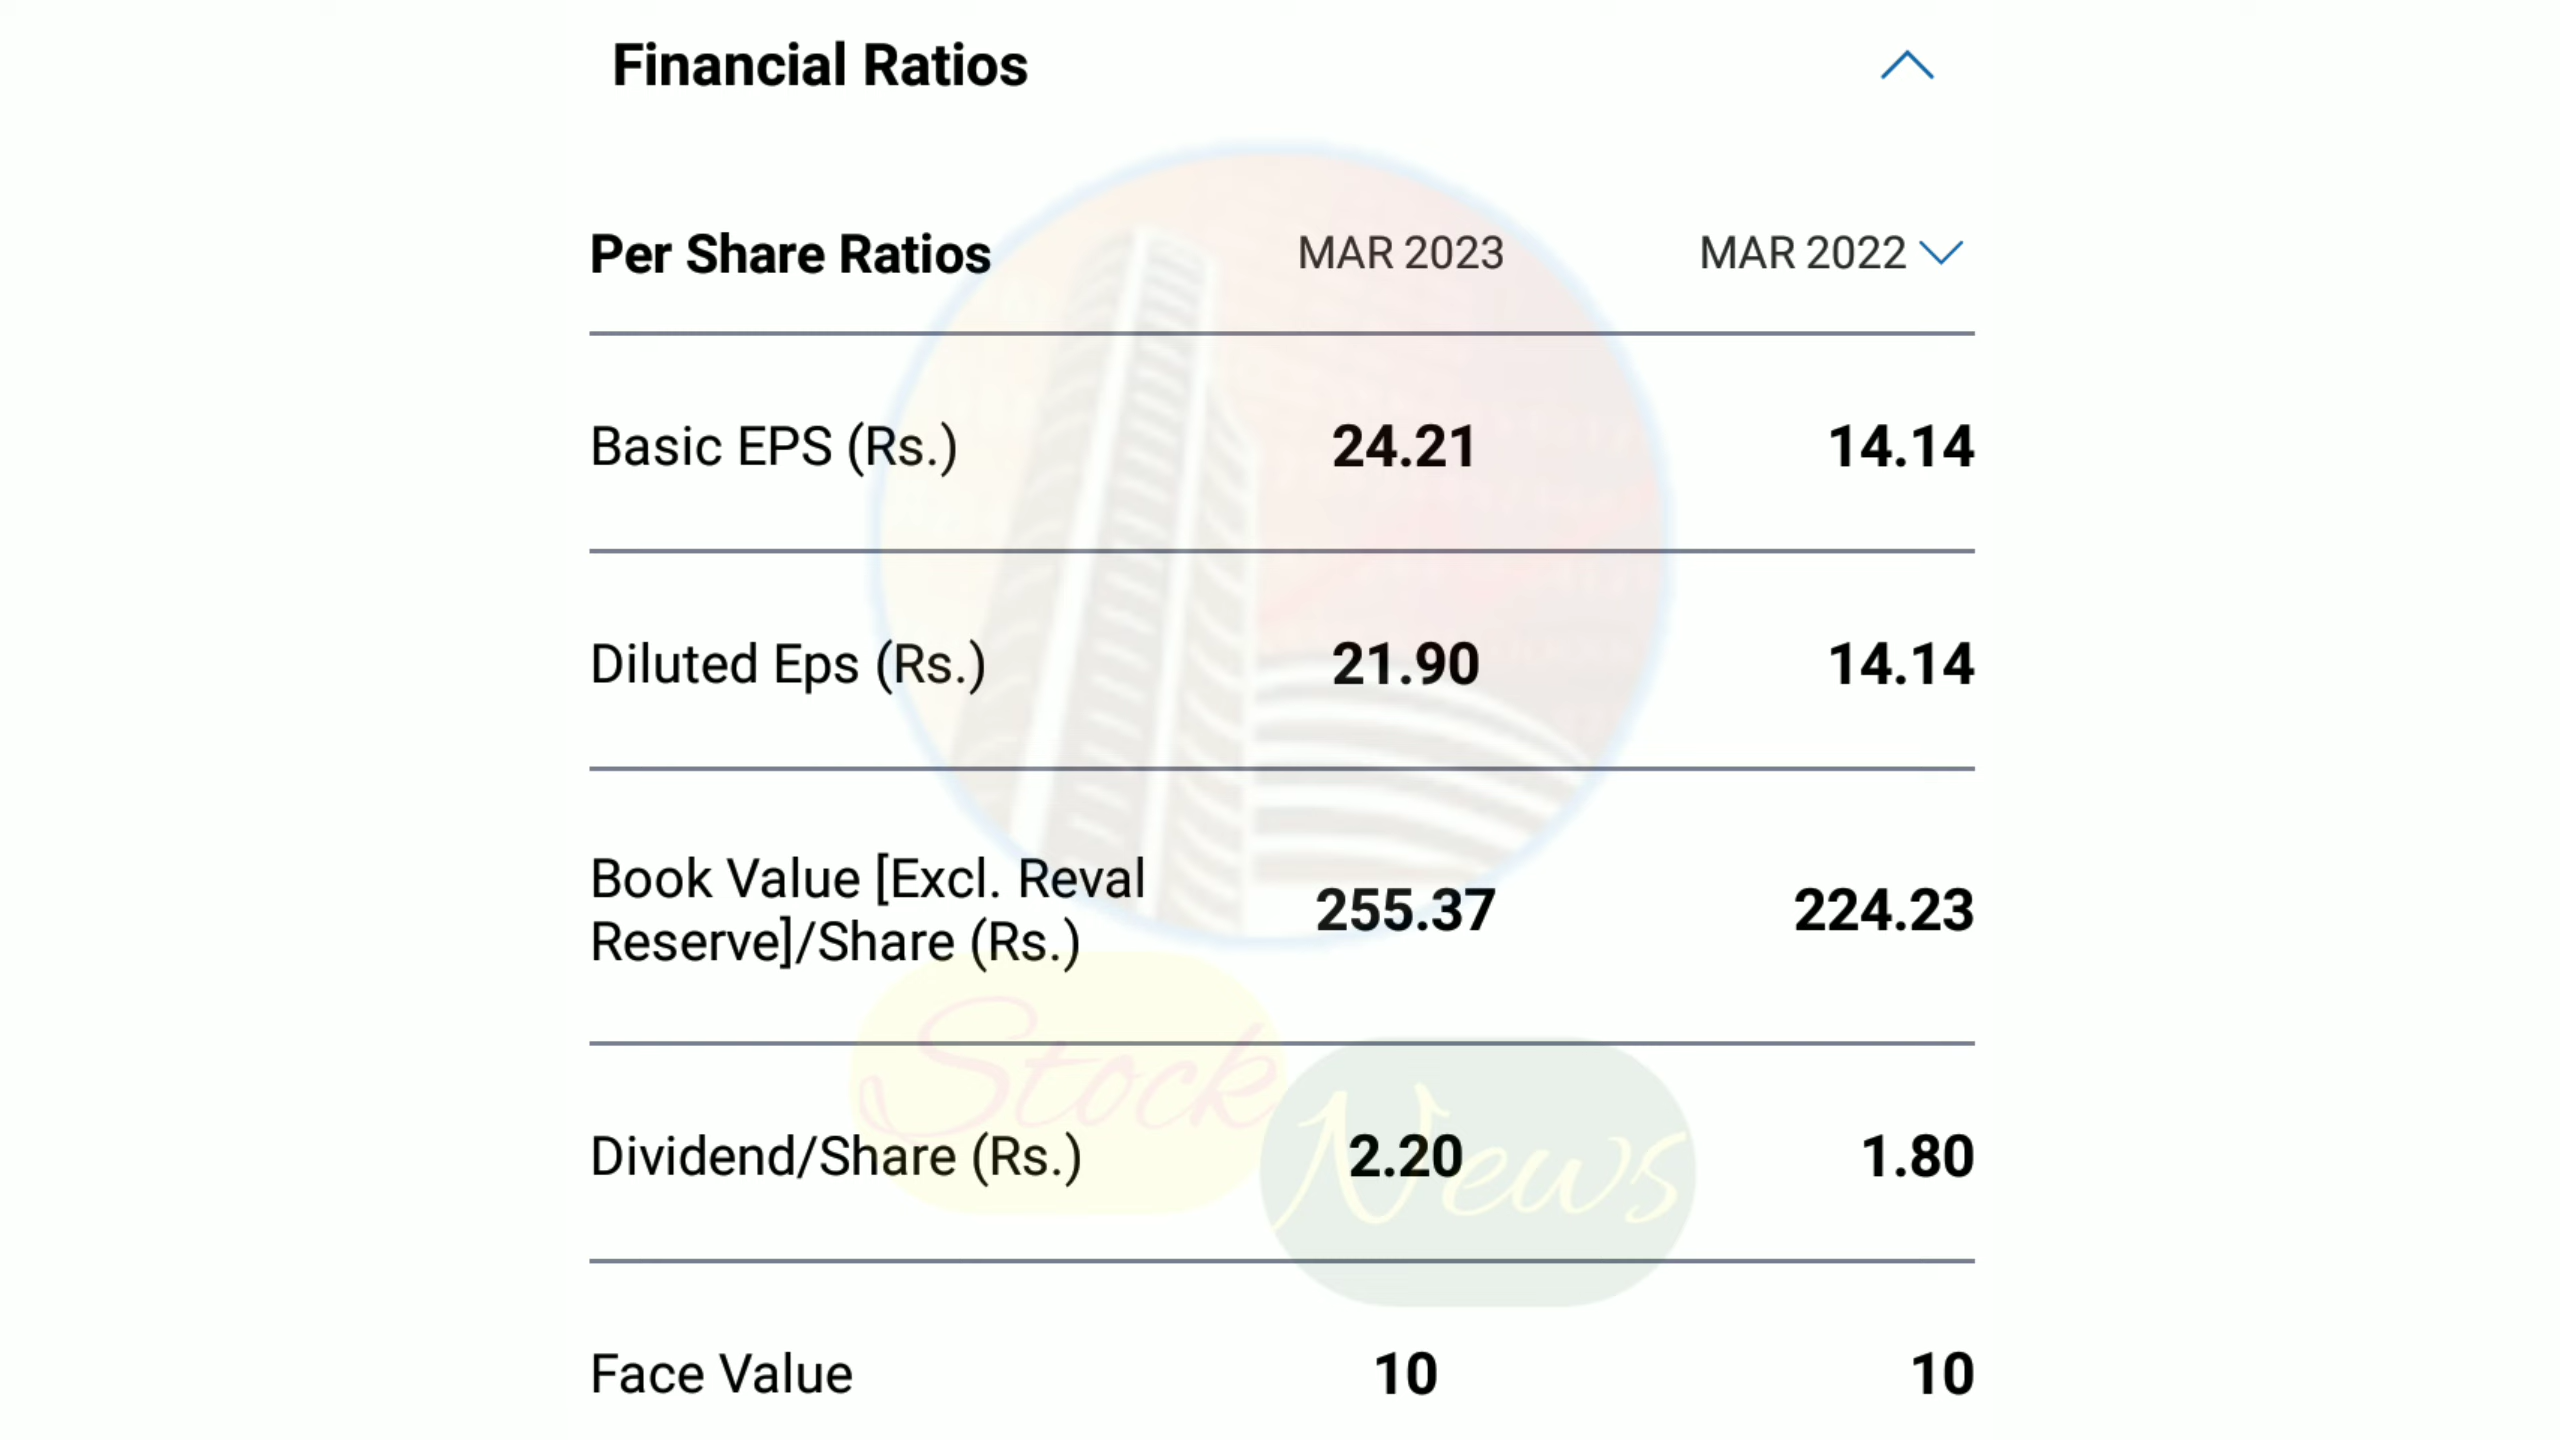 Financial Ratios
Per Share Ratios MAR 2023 MAR 2022
Basic EPS (Rs.) 24.21 14.14
Diluted Eps (Rs.) 21.90 14.14
Book Value [Excl. Reval
Reserve]/Share (Rs.) 255.37 224.23
Stock
News
Dividend/Share (Rs.) 2.20 1.80
Face Value 10 10